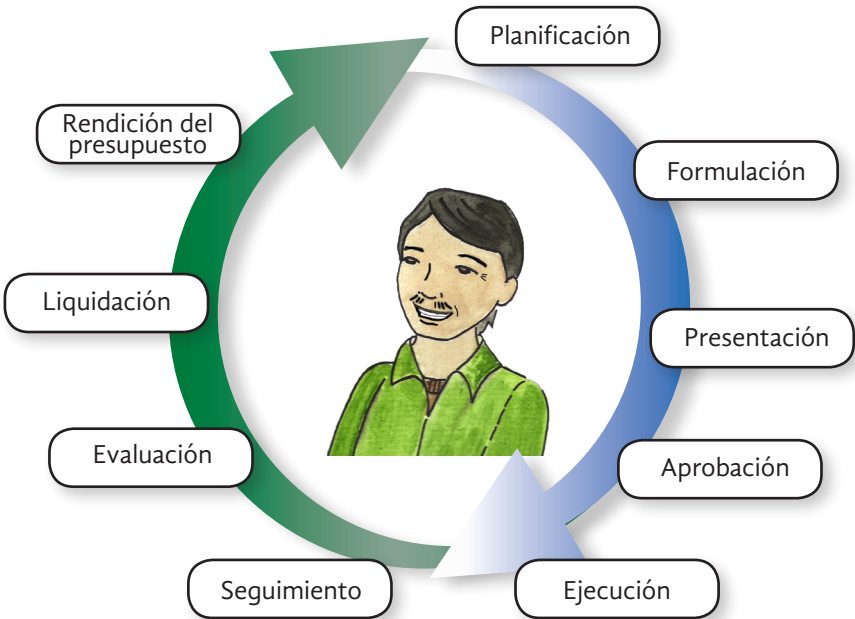 Planificación
Formulación
Presentación
Aprobación
Ejecución
Seguimiento
Evaluación
Liquidación
Rendición del
presupuesto